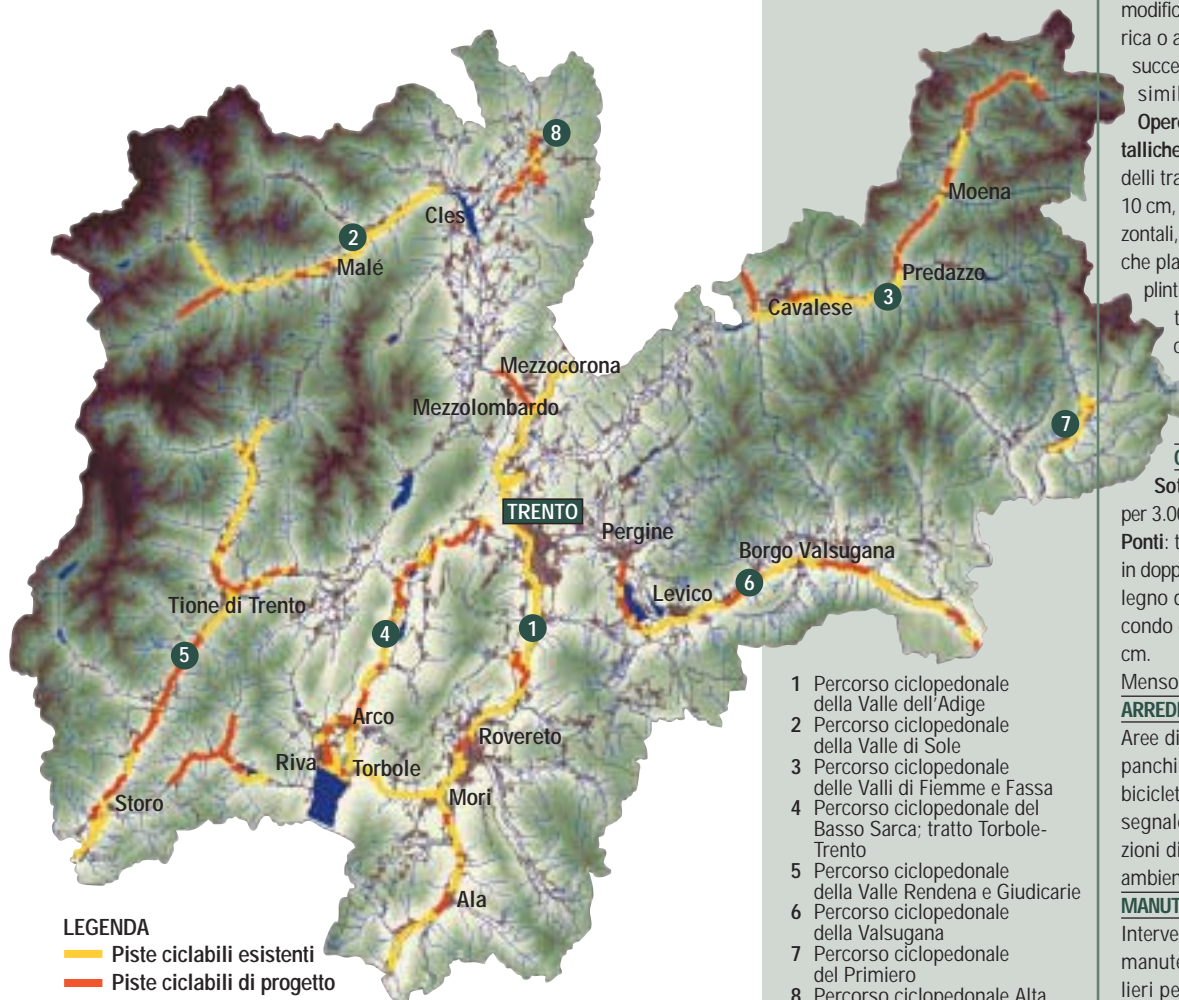 8
Cles
2
Malé
Moena
Predazzo
3
Cavalese
Mezzocorona
Mezzolombardo
7
TRENTO
Pergine
Borgo Valsugana
6
Levico
Tione di Trento
4
1
5
Arco
Rovereto
Riva
Torbole
Mori
Storo
Ala
LEGENDA
Piste ciclabili esistenti
Piste ciclabili di progetto
1 Percorso ciclopedonale
della Valle dell'Adige
2 Percorso ciclopedonale
della Valle di Sole
3 Percorso ciclopedonale
delle Valli di Fiemme e Fassa
4 Percorso ciclopedonale del
Basso Sarca; tratto Torbole-
Trento
5 Percorso ciclopedonale
della Valle Rendena e Giudicarie
6 Percorso ciclopedonale
della Valsugana
7 Percorso ciclopedonale
del Primiero
8 Percorso ciclopedonale Alta
modific
rica o a
succe
simil
Oper
talliche
delli tra
10 cm,
zontali,
che pla
plint
t
Sot
per 3.00
Ponti: t
in dopp
legno d
condo
cm.
Menso
ARREDI
Aree di
panchi
biciclet
segnale
zioni di
ambien
MANUT
Interve
manute
lieri pe